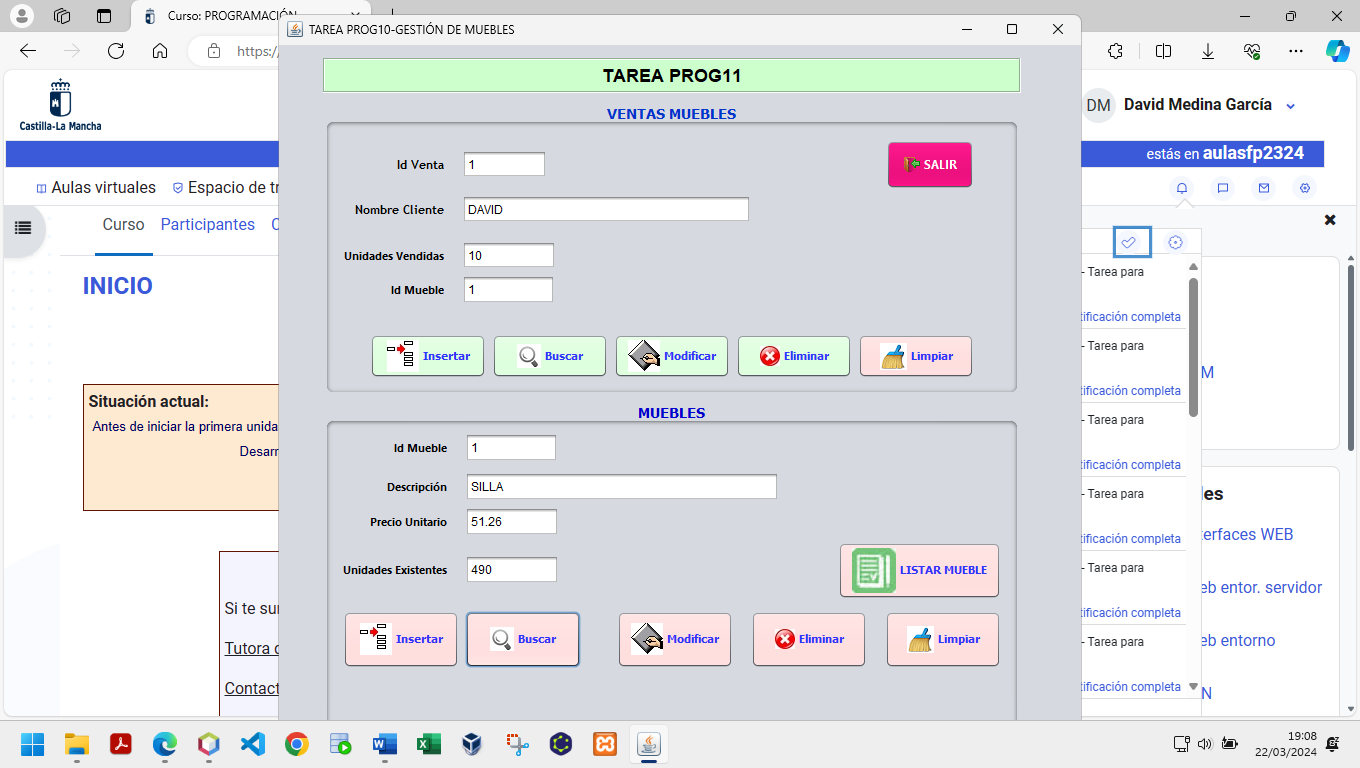 Curso: PROGRAMACIÓN
TAREA PROG10-GESTIÓN DE MUEBLES
https:/
Castilla-La Mancha
DM David Medina García
estás en aulasfp2324
Aulas virtuales Espacio de tr
Curso Participantes C
INICIO
Situación actual:
Antes de iniciar la primera unida
Desarr
Si te sur
Tutora d
Contact
TAREA PROG11
VENTAS MUEBLES
Id Venta 1
SALIR
Nombre Cliente DAVID
Unidades Vendidas 10
Id Mueble 1
Insertar Buscar Modificar Eliminar Limpiar
MUEBLES
Id Mueble 1
Descripción SILLA
Precio Unitario 51.26
Unidades Existentes 490
LISTAR MUEBLE
Insertar Buscar Modificar Eliminar Limpiar
- Tarea para
tificación completa
- Tarea para
tificación completa
- Tarea para
tificación completa
- Tarea para
tificación completa
- Tarea para
tificación completa
- Tarea para
tificación completa
M
les
terfaces WEB
eb entor. servidor
eb entorno
N
19:08
22/03/2024